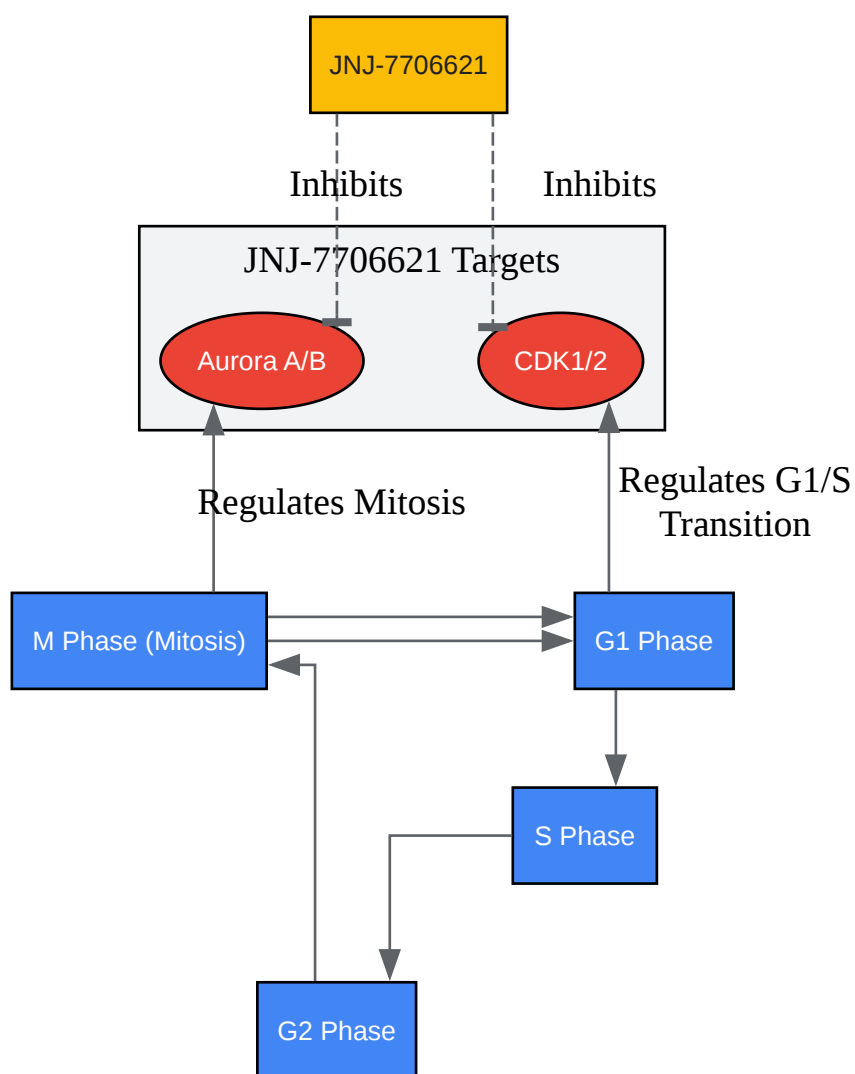 JNJ-7706621
Inhibits
Inhibits
JNJ-7706621 Targets
Aurora A/B
CDK1/2
Regulates Mitosis
Regulates G1/S
Transition
M Phase (Mitosis)
G1 Phase
S Phase
G2 Phase